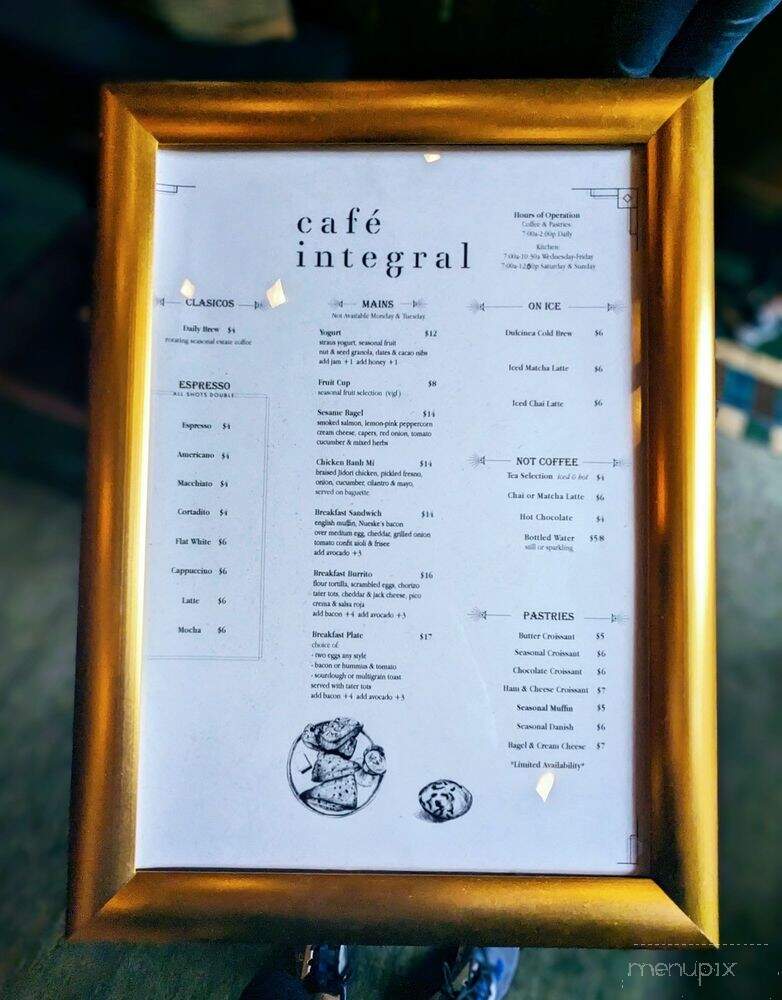 café
integral
Hours of Operation
Coffee & Pastries:
7:00a-2:00p Daily
Kitchen:
7:00a-10:30a Wednesday-Friday
Saturday & Sunday
CLASICOS
Daily Brew $4
rotating seasonal estate coffee
ESPRESSO
ALL SHOTS DOUBLE
Espresso $4
Americano $4
Macchiato $4
Cortadito $4
Flat White $6
Cappuccino $6
Latte $6
Mocha $6
MAINS
Not Available Monday & Tuesday
Yogurt $12
straus yogurt, seasonal fruit
nut & seed granola, dates & cacao nibs
add jam +1 add honey +1
Fruit Cup $8
seasonal fruit selection (vgf)
Sesame Bagel $14
smoked salmon, lemon-pink peppercorn
cream cheese, capers, red onion, tomato
cucumber & mixed herbs
Chicken Banh Mi $14
braised Jidori chicken, pickled fresno,
onion, cucumber, cilantro & mayo,
served on baguette
Breakfast Sandwich $14
english muffin, Nueske's bacon
over medium egg, cheddar, grilled onion
tomato confit aioli & frisee
add avocado +3
Breakfast Burrito $16
flour tortilla, scrambled eggs, chorizo
tater tots, cheddar & jack cheese, pico
crema & salsa roja
add bacon +4 add avocado +3
Breakfast Plate $17
choice of:
- two eggs any style
- bacon or hummus & tomato
- sourdough or multigrain toast
served with tater tots
add bacon +4 add avocado +3
ON ICE
Dulcinea Cold Brew $6
Iced Matcha Latte $6
Iced Chai Latte $6
NOT COFFEE
Tea Selection iced & hot $4
Chai or Matcha Latte $6
Hot Chocolate $4
Bottled Water $5/8
still or sparkling
PASTRIES
Butter Croissant $5
Seasonal Croissant $6
Chocolate Croissant $6
Ham & Cheese Croissant $7
Seasonal Muffin $5
Seasonal Danish $6
Bagel & Cream Cheese $7
*Limited Availability*
menupix